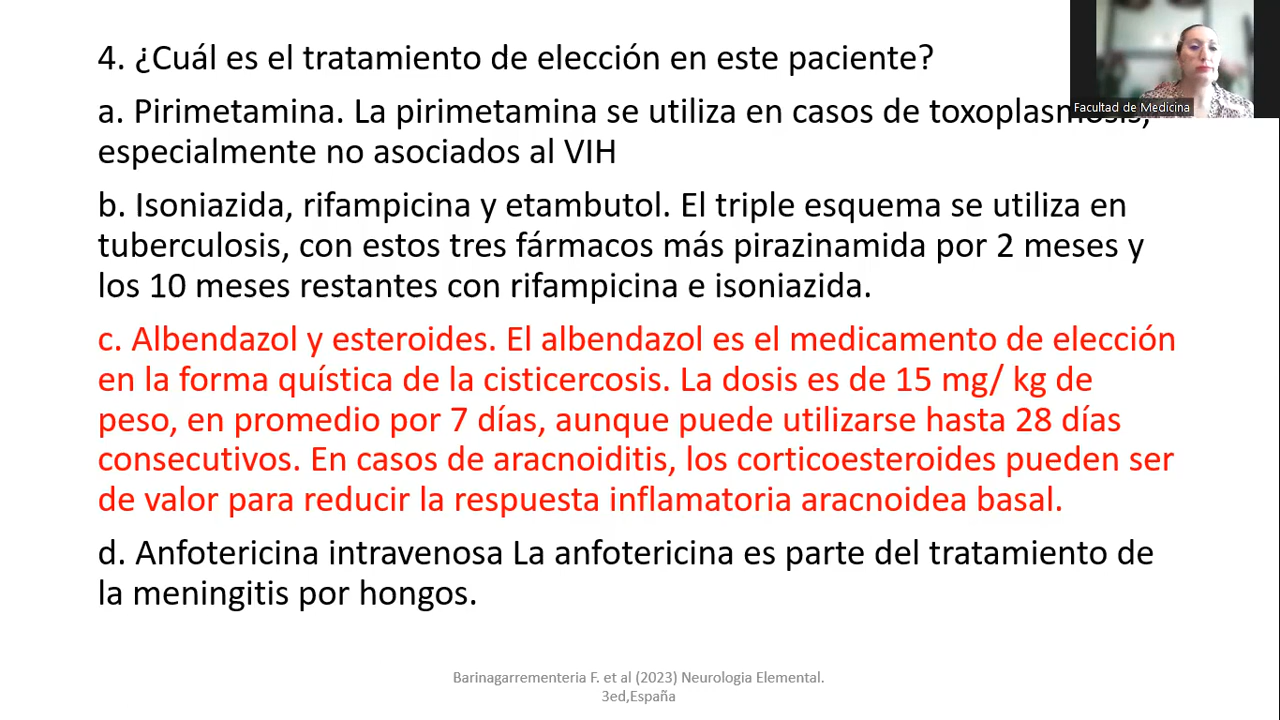 4. ¿Cuál es el tratamiento de elección en este paciente?
a. Pirimetamina. La pirimetamina se utiliza en casos de toxoplasmosis,
especialmente no asociados al VIH
b. Isoniazida, rifampicina y etambutol. El triple esquema se utiliza en
tuberculosis, con estos tres fármacos más pirazinamida por 2 meses y
los 10 meses restantes con rifampicina e isoniazida.
c. Albendazol y esteroides. El albendazol es el medicamento de elección
en la forma quística de la cisticercosis. La dosis es de 15 mg/ kg de
peso, en promedio por 7 días, aunque puede utilizarse hasta 28 días
consecutivos. En casos de aracnoiditis, los corticoesteroides pueden ser
de valor para reducir la respuesta inflamatoria aracnoidea basal.
d. Anfotericina intravenosa La anfotericina es parte del tratamiento de
la meningitis por hongos.
Barinagarrementeria F. et al (2023) Neurologia Elemental.
3ed,España
Facultad de Medicina